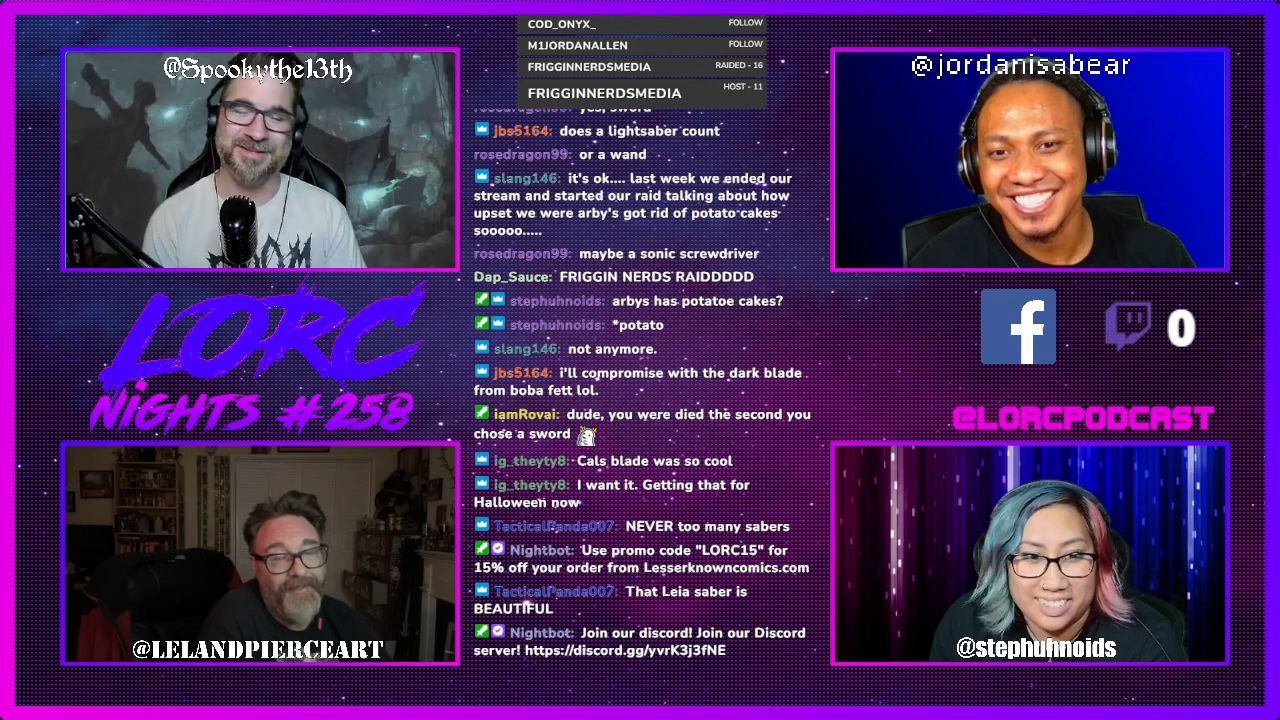 COD_ONYX_ FOLLOW
M1JORDANALLEN FOLLOW
FRIGGINNERDSMEDIA RAIDED - 16
FRIGGINNERDSMEDIA HOST - 11
@Spookythe13th
@jordanisabear
yes, sword
jbs5164: does a lightsaber count
rosedragon99: or a wand
slang146: it's ok.... last week we ended our
stream and started our raid talking about how
upset we were arby's got rid of potato cakes
sooooo.....
rosedragon99: maybe a sonic screwdriver
Dap_Sauce: FRIGGIN NERDS RAIDDDDD
stephuhnoids: arbys has potatoe cakes?
stephuhnoids: *potato
slang146: not anymore.
jbs5164: i'll compromise with the dark blade
from boba fett lol.
iamRovai: dude, you were died the second you
chose a sword
ig_theyty8: Cals blade was so cool
ig_theyty8: I want it. Getting that for
Halloween now
TacticalPanda007: NEVER too many sabers
Nightbot: Use promo code "LORC15" for
15% off your order from Lesserknowncomics.com
TacticalPanda007: That Leia saber is
BEAUTIFUL
Nightbot: Join our discord! Join our Discord
server! https://discord.gg/yvrK3j3fNE
LORC
NIGHTS #258
f
0
@LORCPODCAST
@LELANDPIERCEART
@stephuhnoids